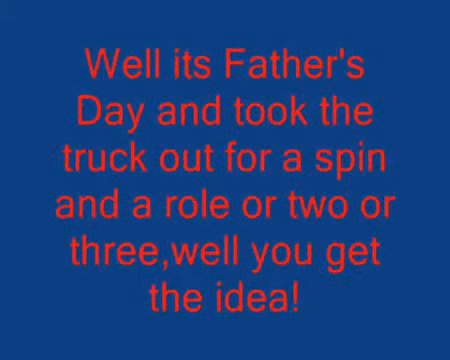 Well its Father's
Day and took the
truck out for a spin
and a role or two or
three,well you get
the idea!